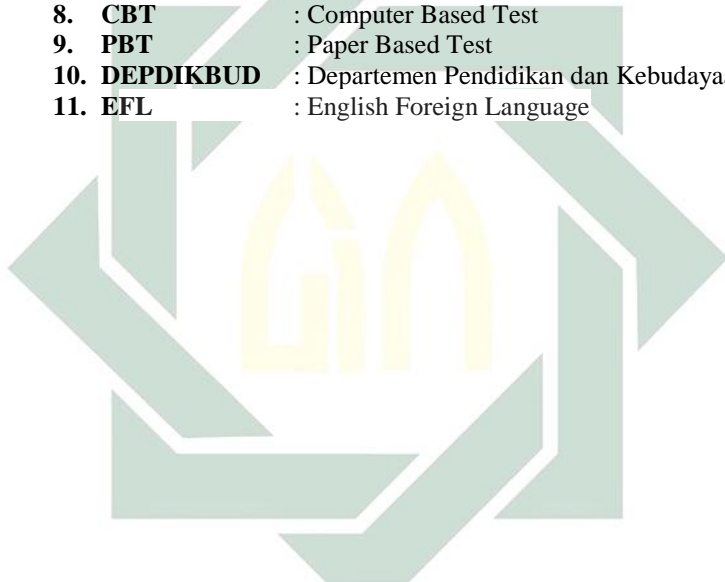 8. CBT : Computer Based Test
9. PBT : Paper Based Test
10. DEPDIKBUD : Departemen Pendidikan dan
11. EFL : English Foreign Language